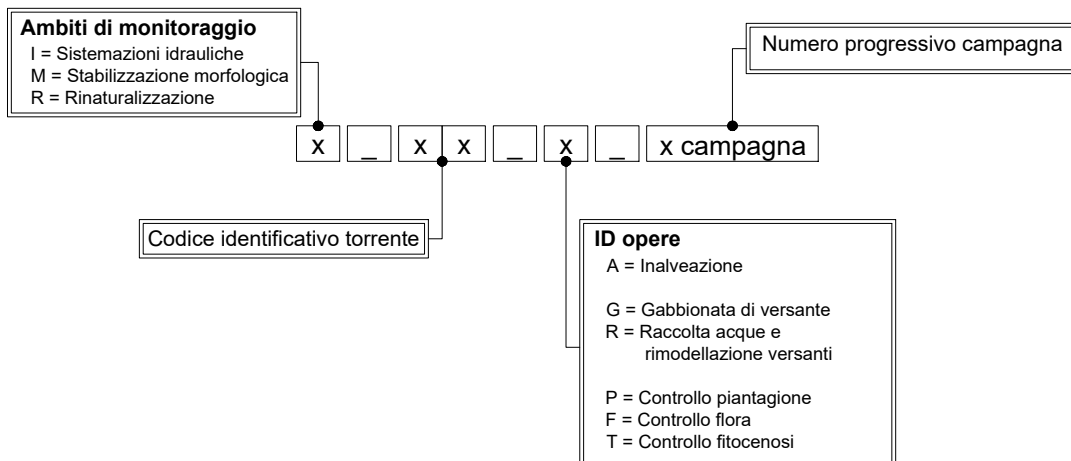 Ambiti di monitoraggio
I = Sistemazioni idrauliche
M = Stabilizzazione morfologica
R = Rinaturalizzazione
Numero progressivo campagna
x _ x x _ x _ x campagna
Codice identificativo torrente
ID opere
A = Inalveazione
G = Gabbionata di versante
R = Raccolta acque e
rimodellazione versanti
P = Controllo piantagione
F = Controllo flora
T = Controllo fitocenosi